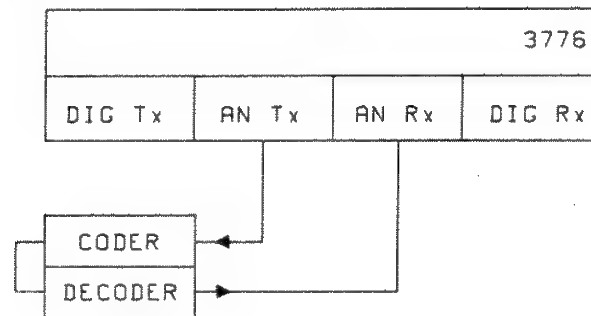 3776
DIG Tx AN Tx AN Rx DIG Rx
CODER
DECODER